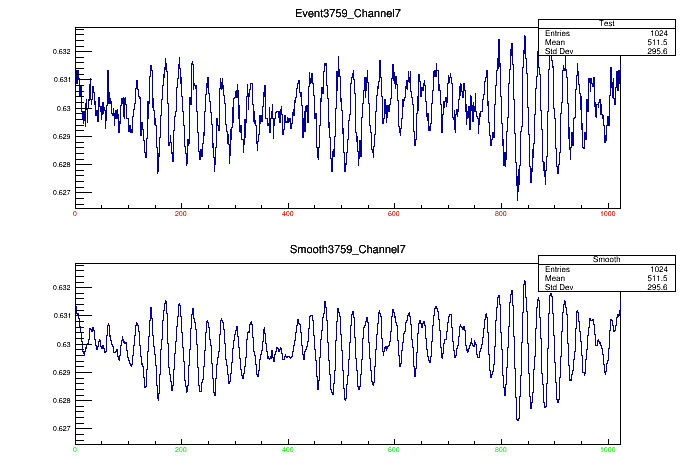 Event3759_Channel7
Test
Entries 1024
Mean 511.5
Std Dev 295.6
0.632
0.631
0.63
0.629
0.628
0.627
0 200 400 600 800 1000
Smooth3759_Channel7
Smooth
Entries 1024
Mean 511.5
Std Dev 295.6
0.632
0.631
0.63
0.629
0.628
0.627
0 200 400 600 800 1000